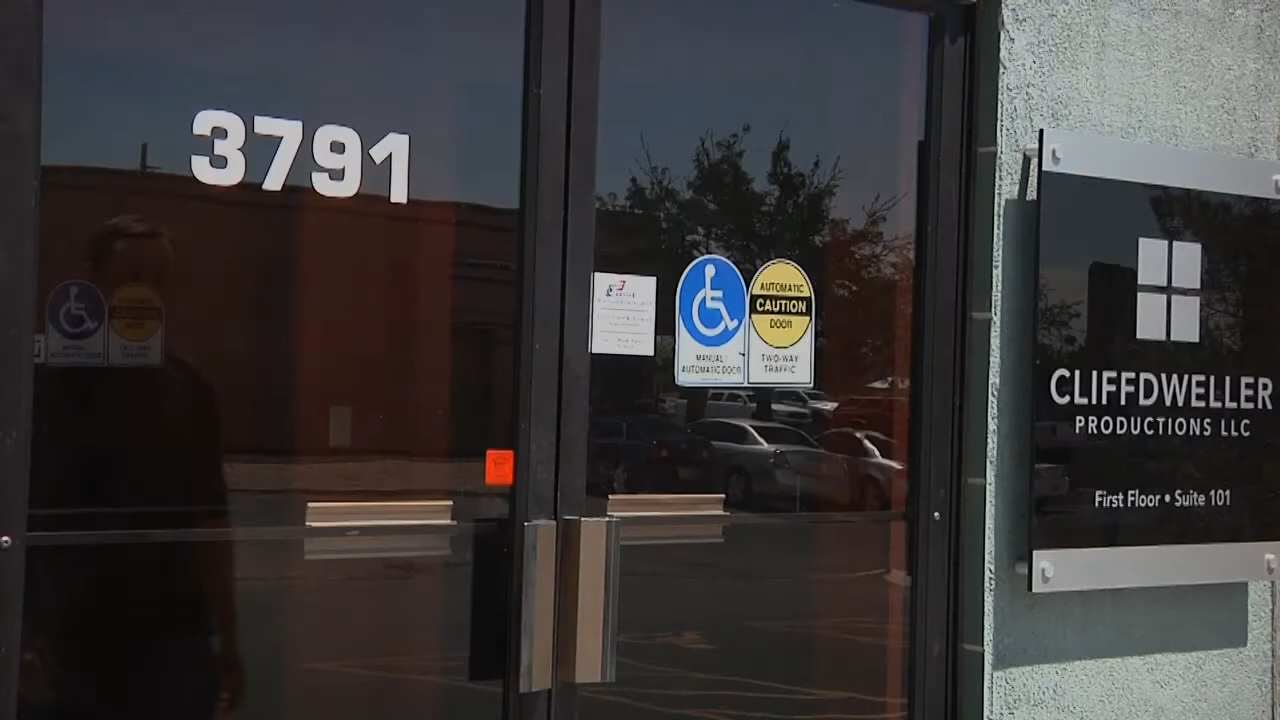 3791
MANUAL /
AUTOMATIC DOOR
AUTOMATIC
CAUTION
DOOR
TWO-WAY
TRAFFIC
CLIFFDWELLER
PRODUCTIONS LLC
First Floor • Suite 101